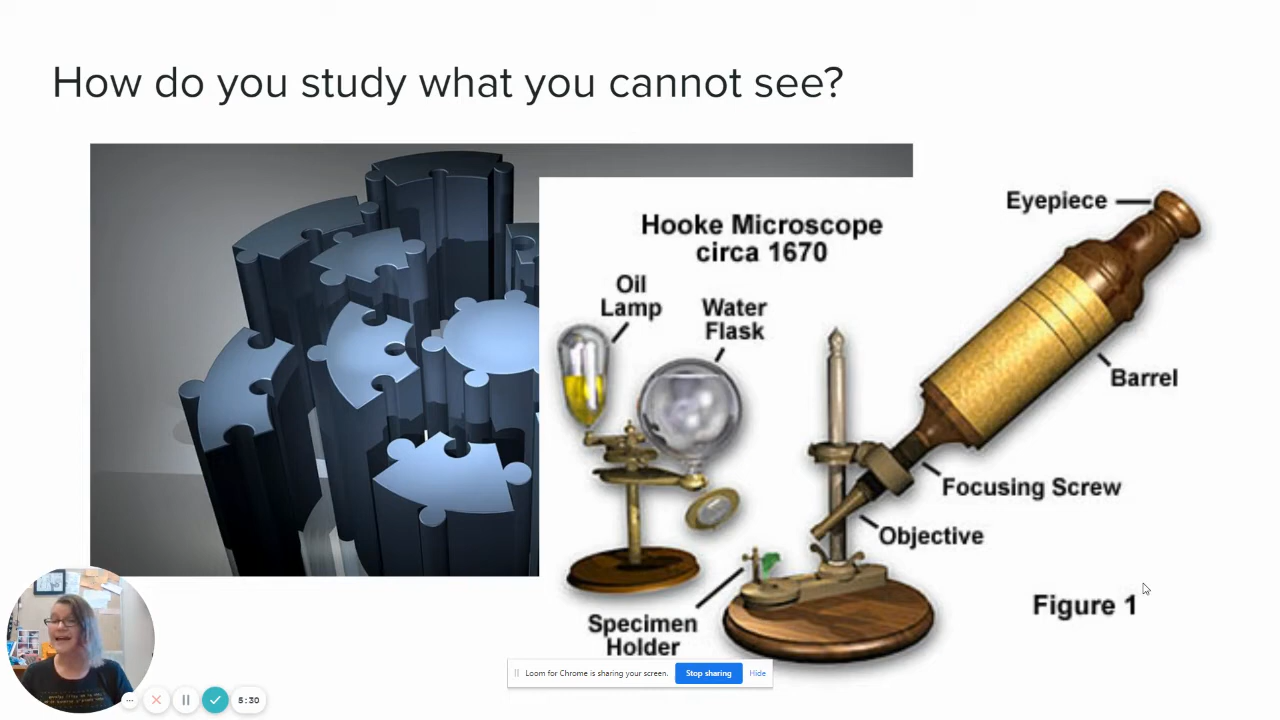 How do you study what you cannot see?
Hooke Microscope
circa 1670
Eyepiece
Oil
Lamp
Water
Flask
Barrel
Focusing Screw
Objective
Specimen
Holder
Figure 1
Loom for Chrome is sharing your screen.
Stop sharing
Hide
5:30